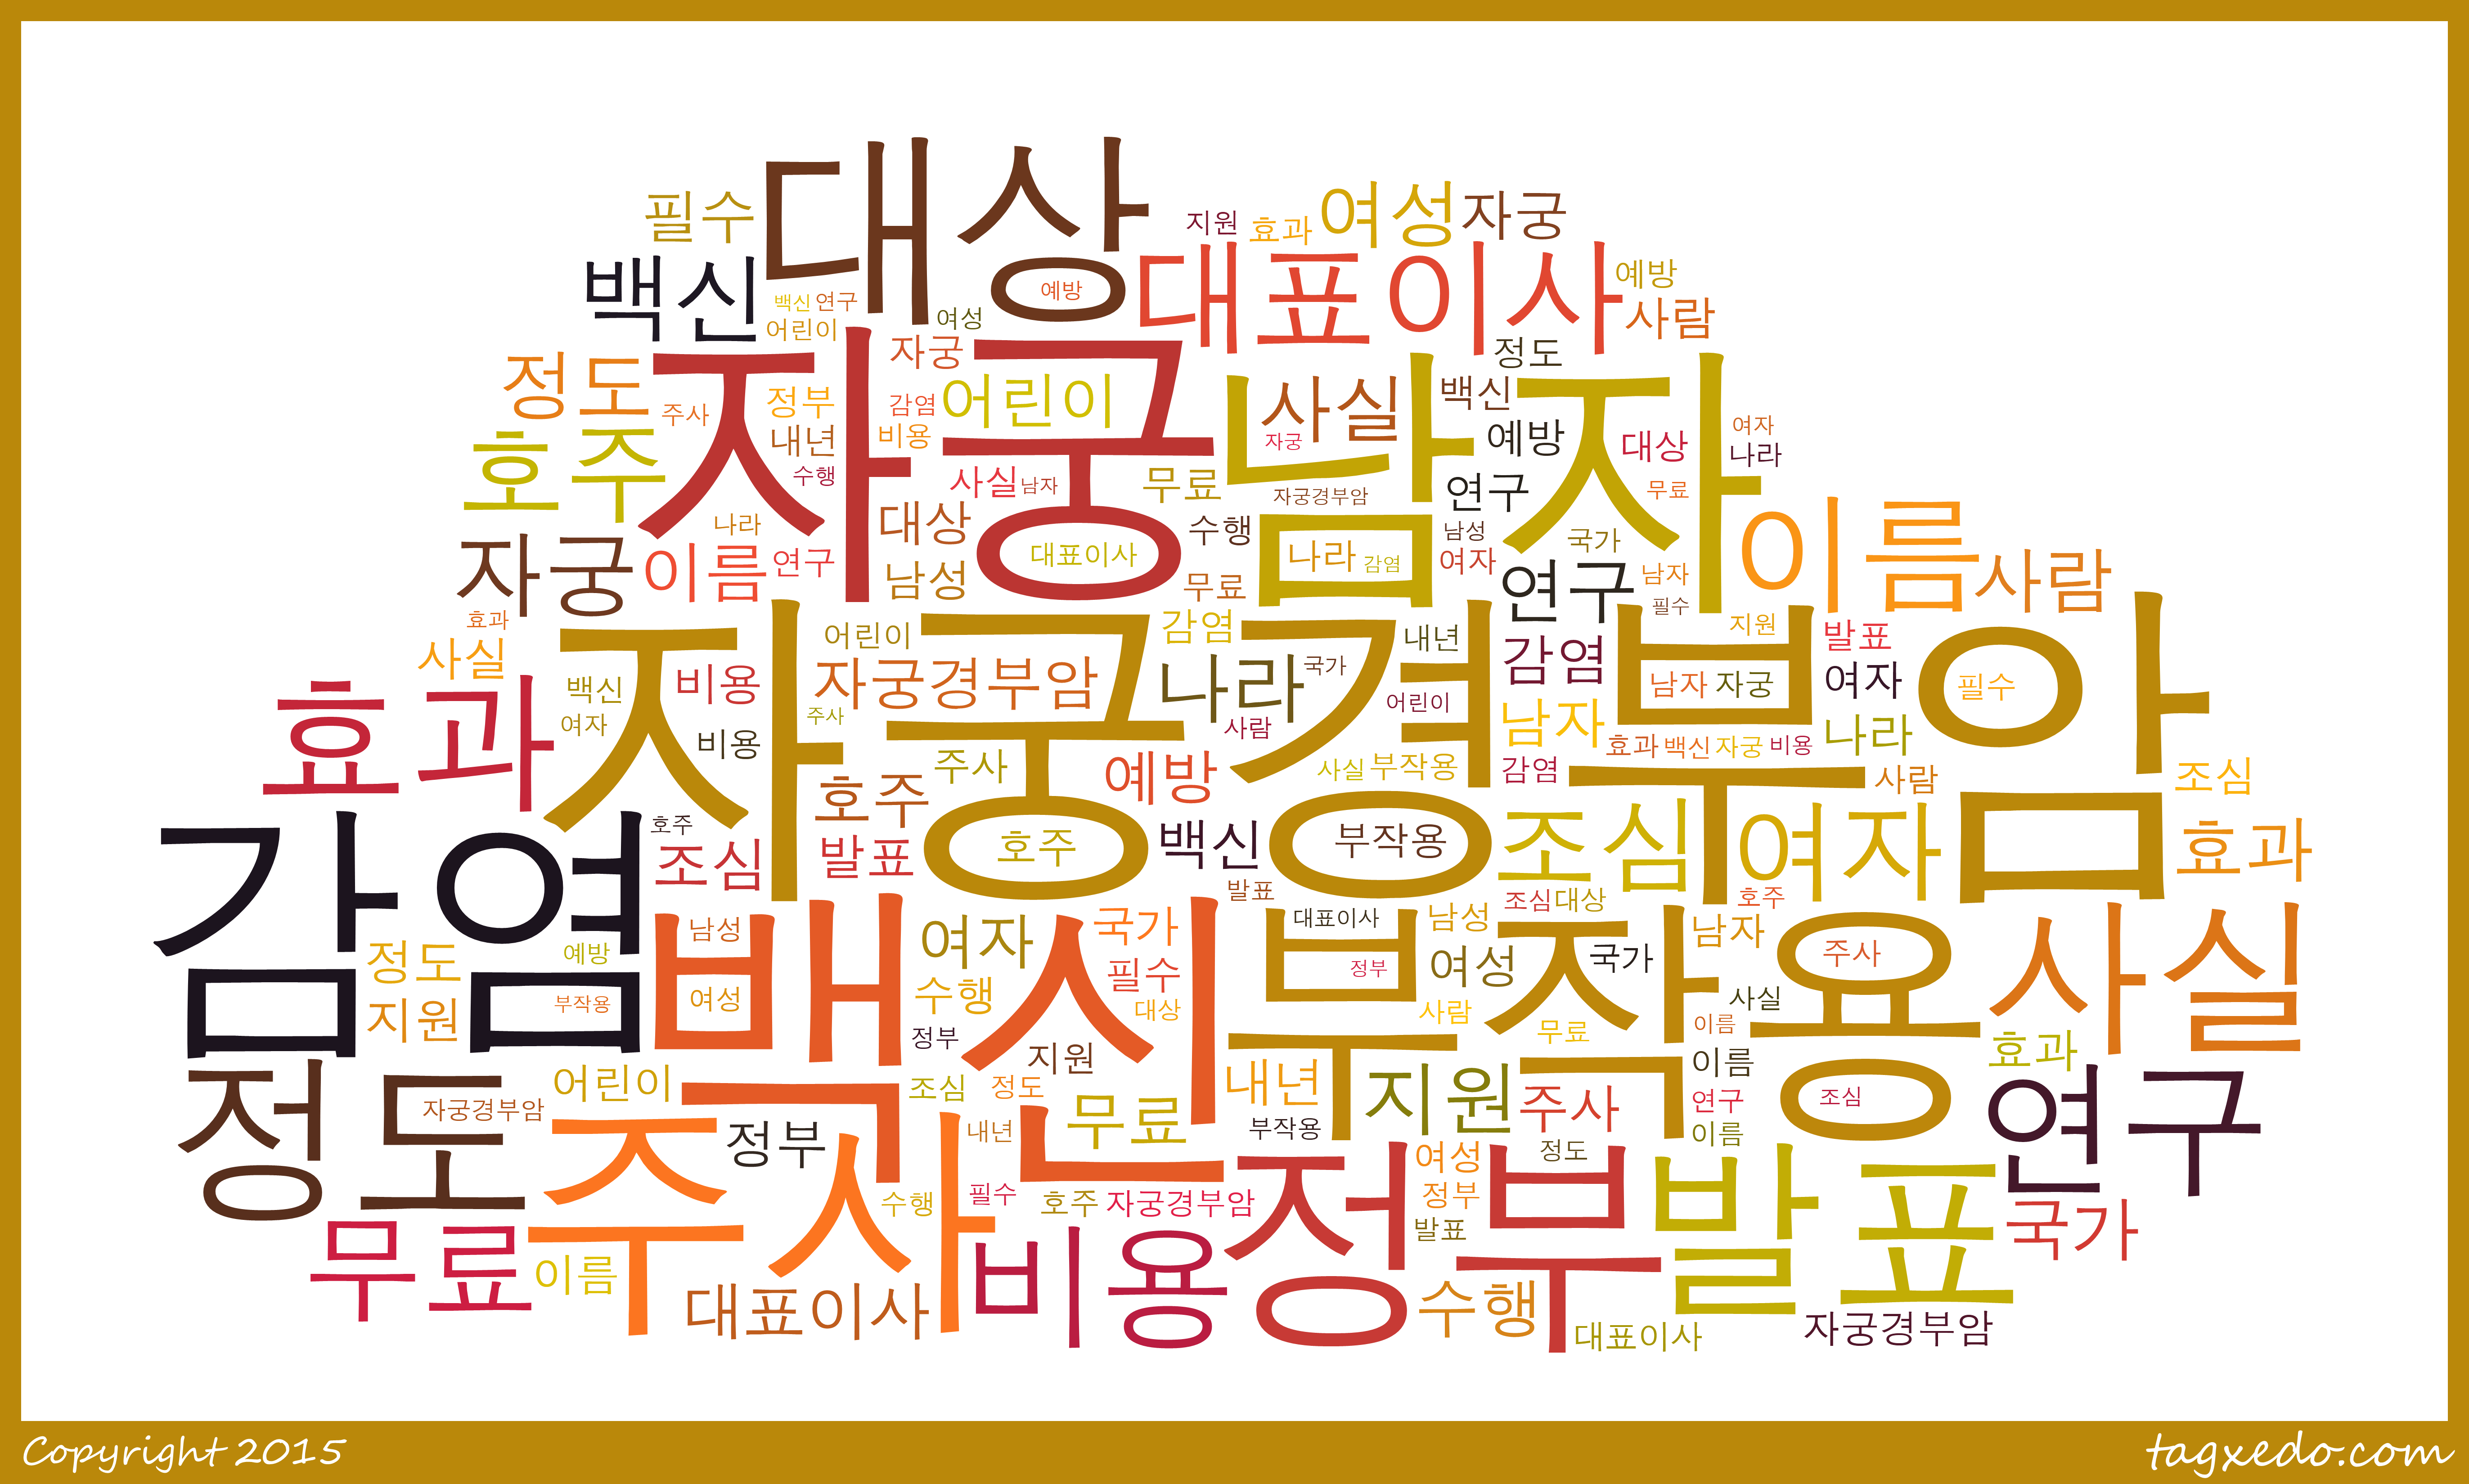 대상
필수
지원
효과
여성
자궁
백신
대표이사
예방
사람
백신
연구
예방
어린이
여성
정도
자궁
자궁
남자
정도
주사
정부
감염
어린이
사실
백신
호주
내년
비용
자궁
예방
대상
여자
나라
수행
사실
남자
무료
자궁경부암
연구
무료
이름
자궁
나라
대상
수행
남성
국가
이름
연구
대표이사
나라
감염
여자
사람
남성
무료
연구
남자
필수
효과
자궁경부암
어린이
감염
내년
감염
지원
발표
사실
백신
비용
자궁경부암
나라
국가
남자
자궁
여자
필수
효과
여자
주사
사람
어린이
남자
나라
비용
주사
예방
사실
부작용
감염
효과
백신
자궁
비용
사람
조심
감염
호주
호주
조심
여자
효과
조심
발표
호주
백신
부작용
발표
조심
대상
호주
백신
부작용
사실
정도
예방
남성
여자
국가
대표이사
남성
남자
주사
지원
부작용
여성
수행
필수
정부
여성
국가
대상
사람
무료
사실
이름
정부
지원
이름
효과
정도
어린이
조심
정도
내년
지원
주사
연구
조심
연구
자궁경부암
주사
정부
내년
무료
부작용
이름
정부
여성
정도
발표
무료
수행
필수
호주
자궁경부암
정부
국가
이름
비용
발표
대표이사
수행
대표이사
자궁경부암
Copyright 2015
tagxedo.com